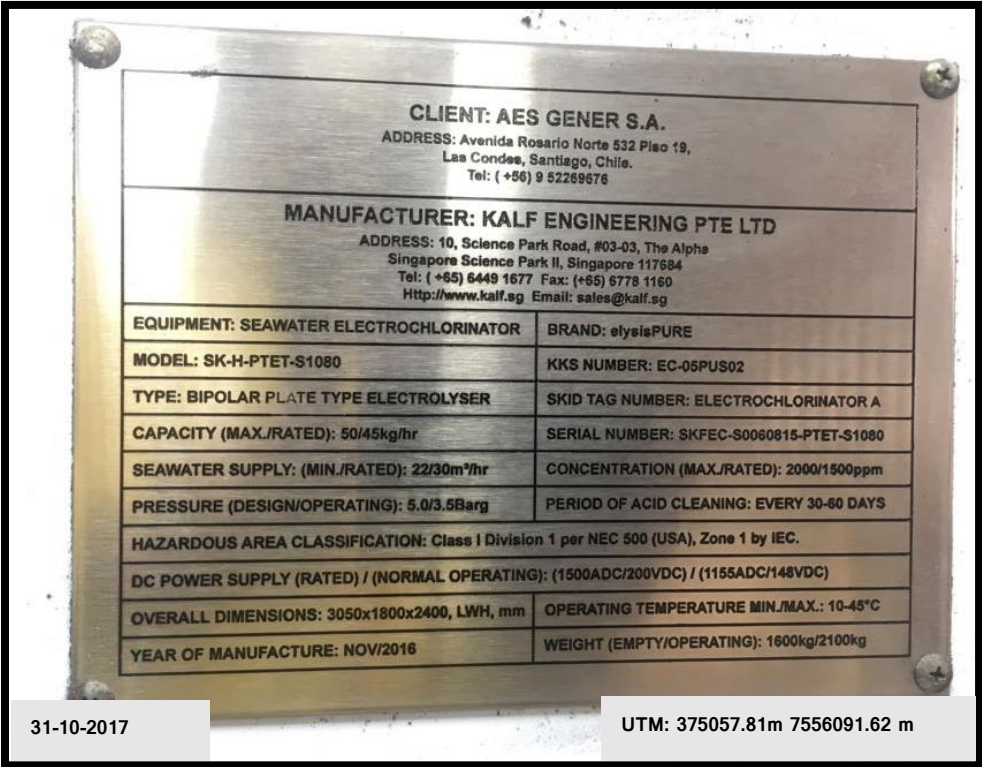 CLIENT: AES GENER S.A.
ADDRESS: Avenida Rosario Norte 532 Piso 19,
Las Condes, Santiago, Chile.
Tel: ( +56) 9 52269676
MANUFACTURER: KALF ENGINEERING PTE LTD
ADDRESS: 10, Science Park Road, #03-03, The Alpha
Singapore Science Park II, Singapore 117684
Tel: ( +65) 6449 1677 Fax: (+65) 6778 1160
Http://www.kalf.sg Email: sales@kalf.sg
EQUIPMENT: SEAWATER ELECTROCHLORINATOR
BRAND: elysisPURE
MODEL: SK-H-PTET-S1080
KKS NUMBER: EC-05PUS02
TYPE: BIPOLAR PLATE TYPE ELECTROLYSER
SKID TAG NUMBER: ELECTROCHLORINATOR A
CAPACITY (MAX./RATED): 50/45kg/hr
SERIAL NUMBER: SKFEC-S0060815-PTET-S1080
SEAWATER SUPPLY: (MIN./RATED): 22/30m³/hr
CONCENTRATION (MAX./RATED): 2000/1500ppm
PRESSURE (DESIGN/OPERATING): 5.0/3.5Barg
PERIOD OF ACID CLEANING: EVERY 30-60 DAYS
HAZARDOUS AREA CLASSIFICATION: Class I Division 1 per NEC 500 (USA), Zone 1 by IEC.
DC POWER SUPPLY (RATED) / (NORMAL OPERATING): (1500ADC/200VDC) / (1155ADC/148VDC)
OVERALL DIMENSIONS: 3050x1800x2400, LWH, mm
OPERATING TEMPERATURE MIN./MAX.: 10-45°C
YEAR OF MANUFACTURE: NOV/2016
WEIGHT (EMPTY/OPERATING): 1600kg/2100kg
31-10-2017
UTM: 375057.81m 7556091.62 m